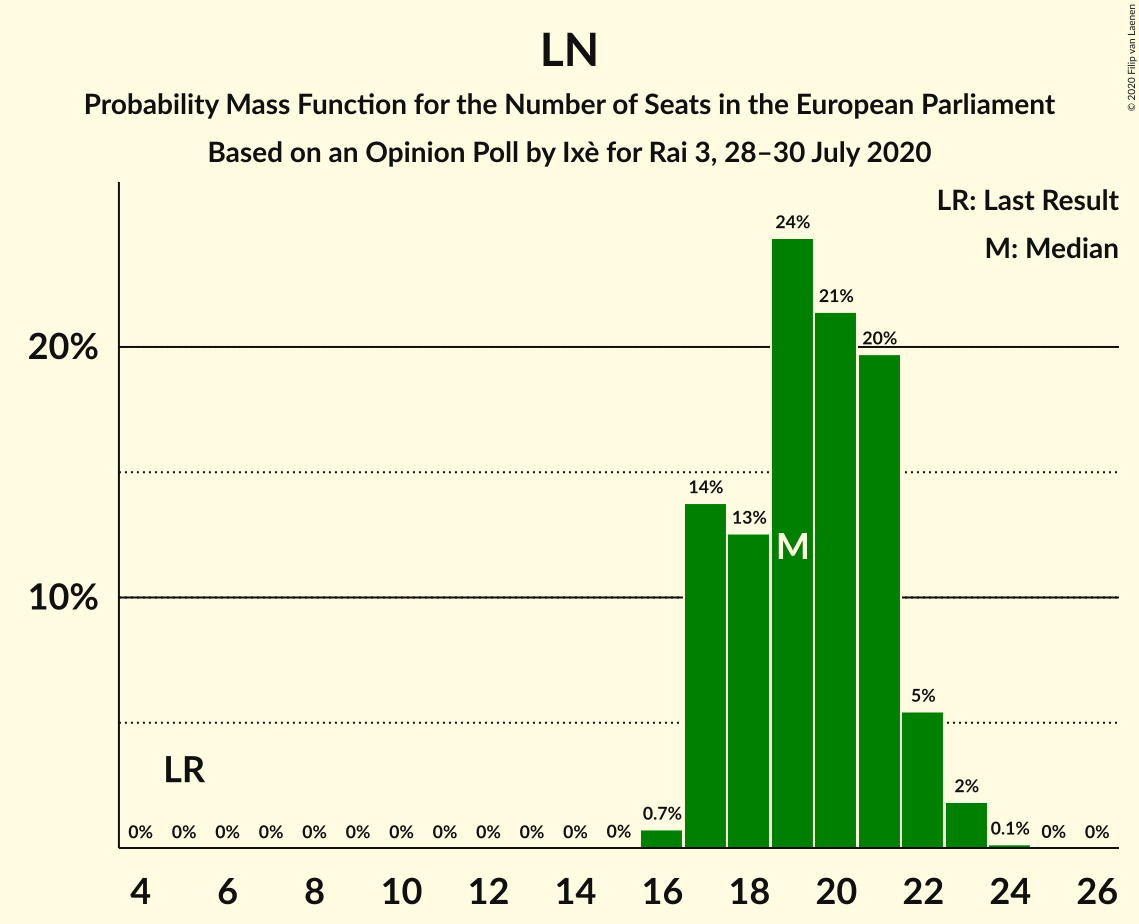 LN
Probability Mass Function for the Number of Seats in the European Parliament
Based on an Opinion Poll by Ixè for Rai 3, 28–30 July 2020
© 2020 Filip van Laenen
LR: Last Result
M: Median
24%
21%
20%
20%
14%
13%
M
10%
5%
LR
2%
0% 0% 0% 0% 0% 0% 0% 0% 0% 0% 0% 0% 0.7% 0.1% 0% 0%
4 6 8 10 12 14 16 18 20 22 24 26